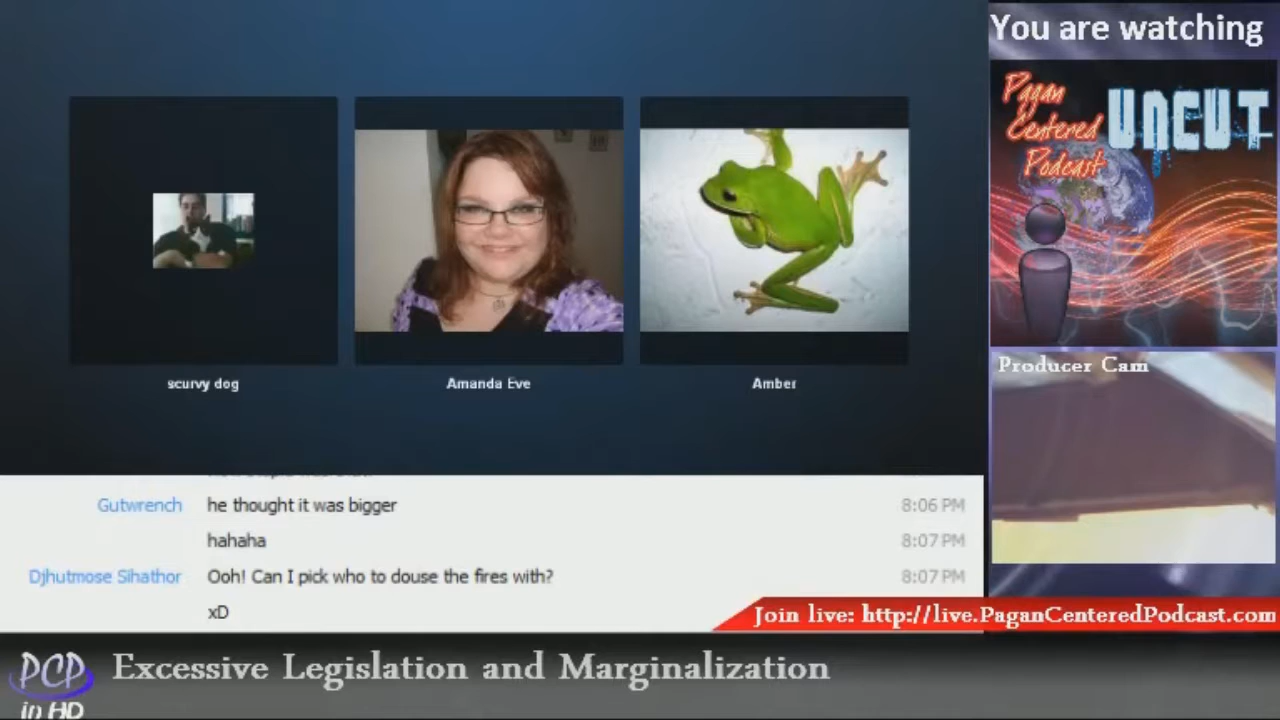 You are watching
Pagan
Centered
Podcast
UNCUT
Producer Cam
scurvy dog
Amanda Eve
Amber
Gutwrench he thought it was bigger 8:06 PM
hahaha 8:07 PM
Djhutmose Sihathor Ooh! Can I pick who to douse the fires with? 8:07 PM
xD
Join live: http://live.PaganCenteredPodcast.com
PCP
in HD
Excessive Legislation and Marginalization